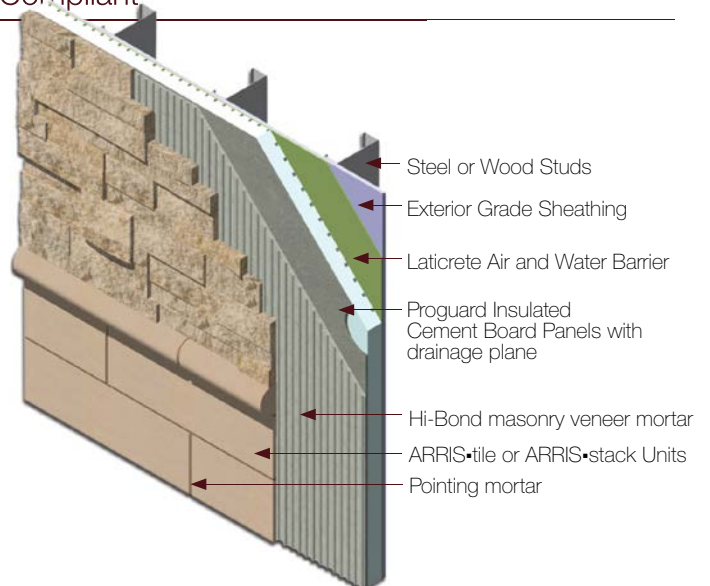 Compliant
Steel or Wood Studs
Exterior Grade Sheathing
Laticrete Air and Water Barrier
Proguard Insulated
Cement Board Panels with
drainage plane
Hi-Bond masonry veneer mortar
ARRIS▪tile or ARRIS▪stack Units
Pointing mortar